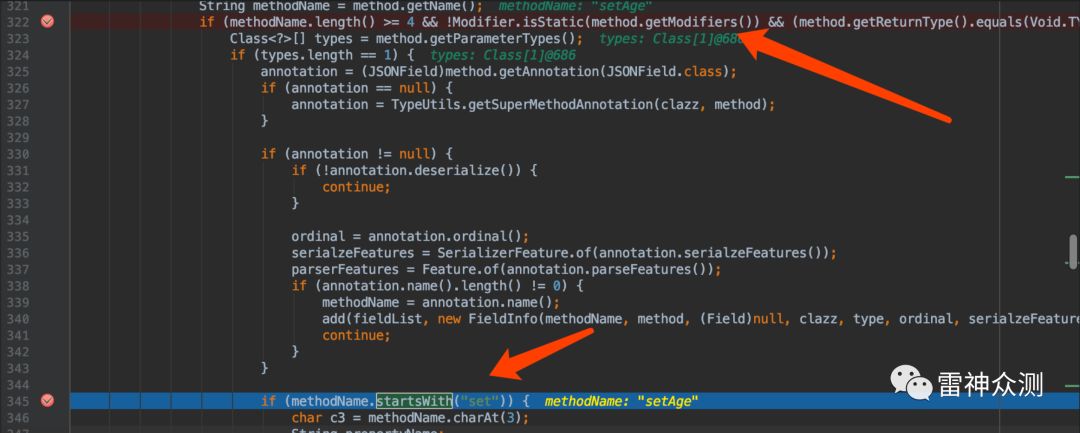 321 String methodName = method.getName(); methodName: "setAge"
322 if (methodName.length() >= 4 && !Modifier.isStatic(method.getModifiers()) && (method.getReturnType().equals(Void.TY
323 Class<?>[] types = method.getParameterTypes(); types: Class[1]@686
324 if (types.length == 1) { types: Class[1]@686
325 annotation = (JSONField)method.getAnnotation(JSONField.class);
326 if (annotation == null) {
327 annotation = TypeUtils.getSuperMethodAnnotation(clazz, method);
328 }
329
330 if (annotation != null) {
331 if (!annotation.deserialize()) {
332 continue;
333 }
334
335 ordinal = annotation.ordinal();
336 serialzeFeatures = SerializerFeature.of(annotation.serialzeFeatures());
337 parserFeatures = Feature.of(annotation.parseFeatures());
338 if (annotation.name().length() != 0) {
339 methodName = annotation.name();
340 add(fieldList, new FieldInfo(methodName, method, (Field)null, clazz, type, ordinal, serialzeFeature
341 continue;
342 }
343 }
344
345 if (methodName.startsWith("set")) { methodName: "setAge"
346 char c3 = methodName.charAt(3);
347 String propertyName;
雷神众测